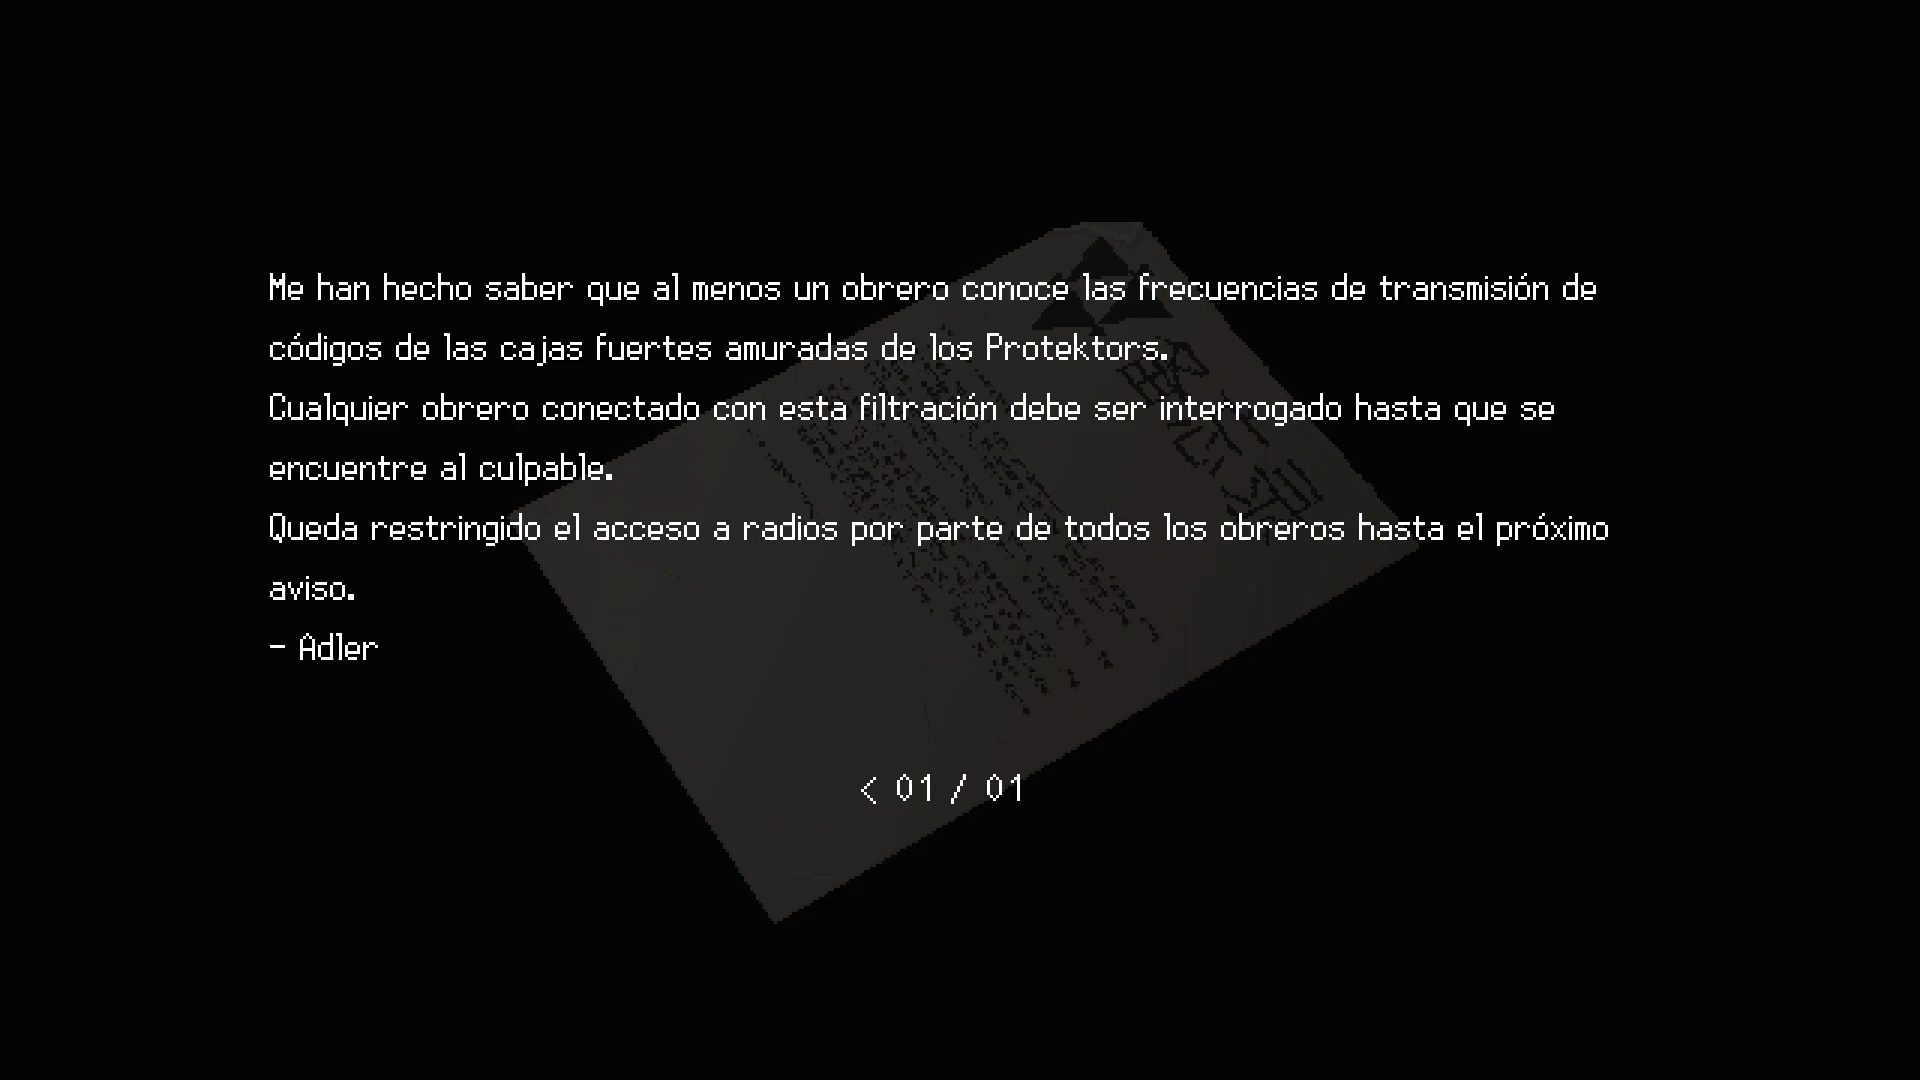 Me han hecho saber que al menos un obrero conoce las frecuencias de transmisión de
códigos de las cajas fuertes amuradas de los Protektors.
Cualquier obrero conectado con esta filtración debe ser interrogado hasta que se
encuentre al culpable.
Queda restringido el acceso a radios por parte de todos los obreros hasta el próximo
aviso.
- Adler
< 01 / 01